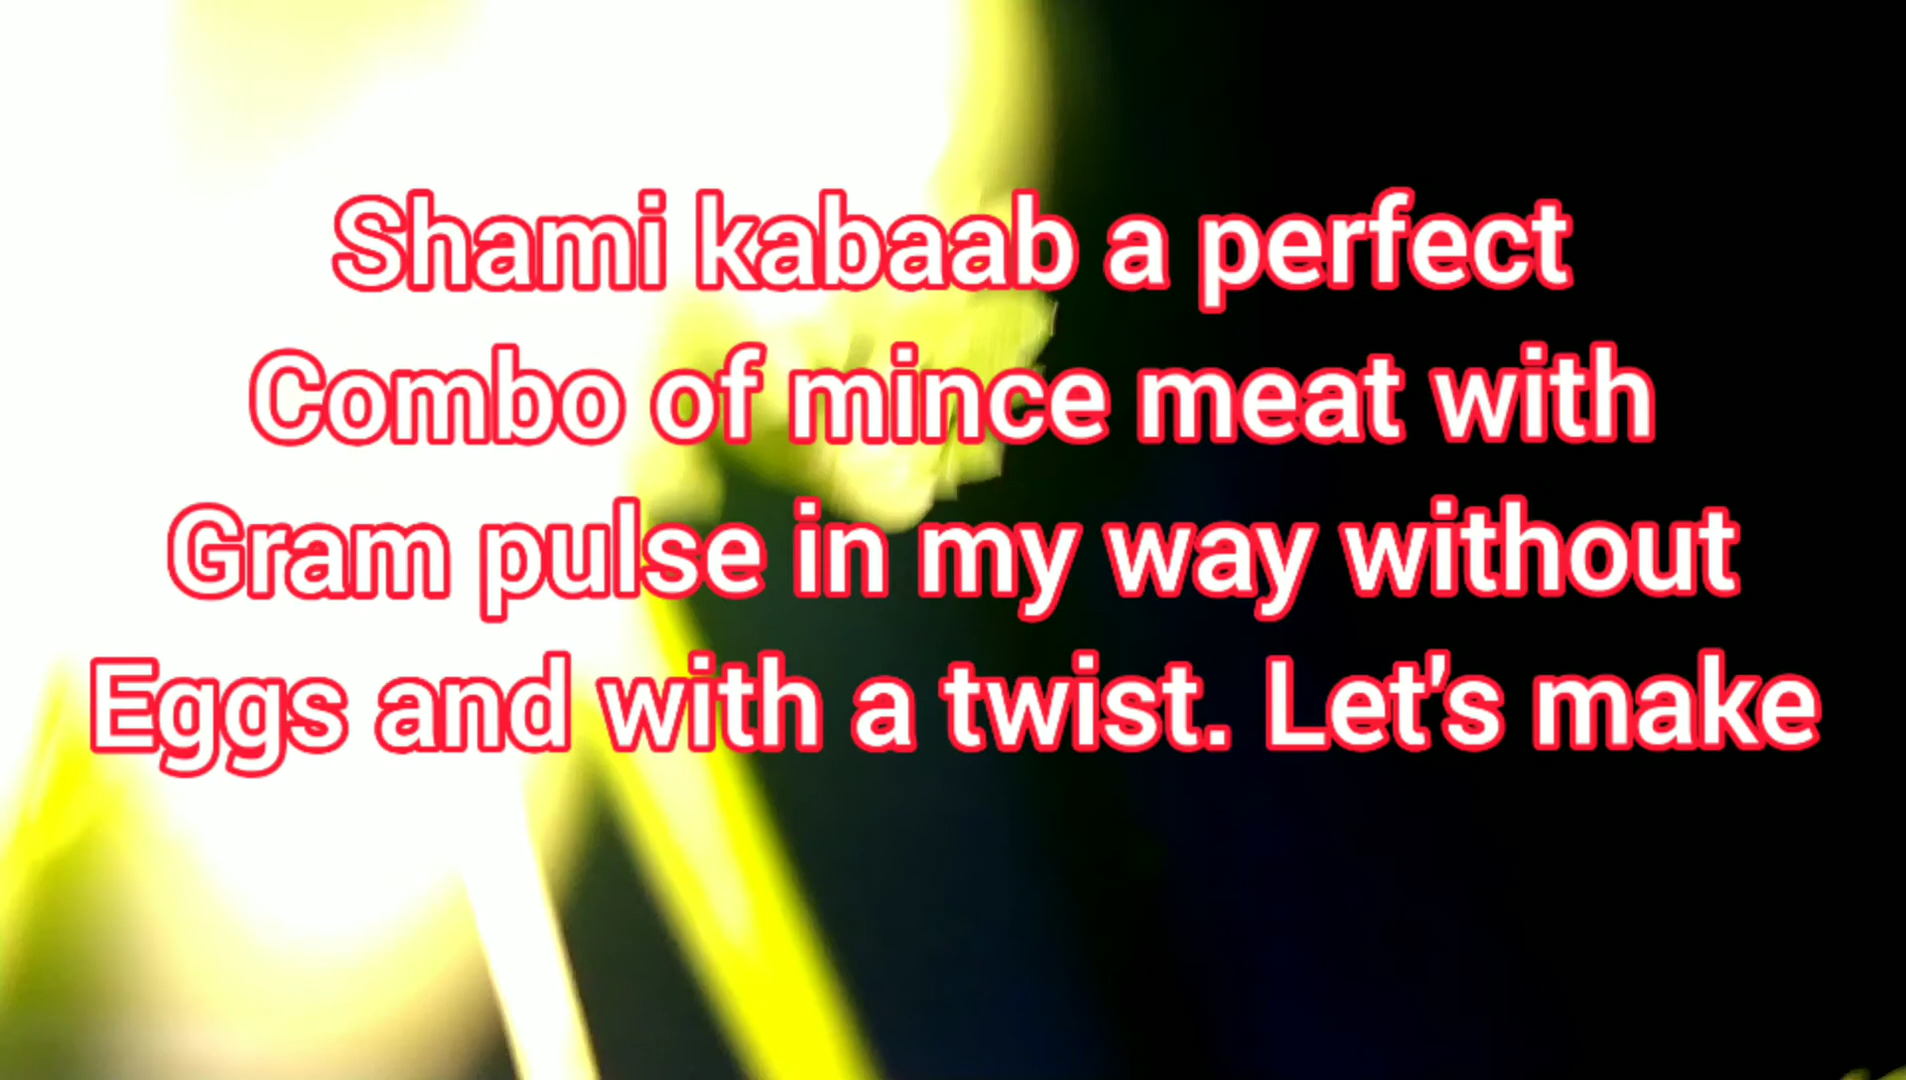 Shami kabaab a perfect
Combo of mince meat with
Gram pulse in my way without
Eggs and with a twist. Let's make